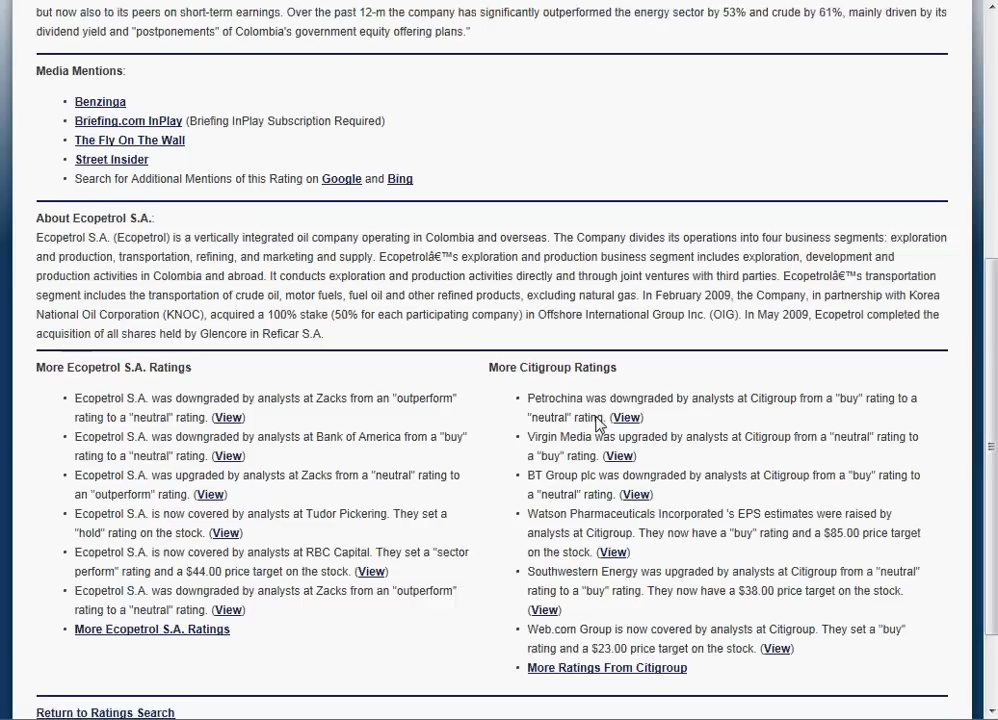 but now also to its peers on short-term earnings. Over the past 12-m the company has significantly outperformed the energy sector by 53% and crude by 61%, mainly driven by its
dividend yield and "postponements" of Colombia's government equity offering plans."
Media Mentions:
• Benzinga
• Briefing.com InPlay (Briefing InPlay Subscription Required)
• The Fly On The Wall
• Street Insider
• Search for Additional Mentions of this Rating on Google and Bing
About Ecopetrol S.A.:
Ecopetrol S.A. (Ecopetrol) is a vertically integrated oil company operating in Colombia and overseas. The Company divides its operations into four business segments: exploration
and production, transportation, refining, and marketing and supply. Ecopetrolâ€™s exploration and production business segment includes exploration, development and
production activities in Colombia and abroad. It conducts exploration and production activities directly and through joint ventures with third parties. Ecopetrolâ€™s transportation
segment includes the transportation of crude oil, motor fuels, fuel oil and other refined products, excluding natural gas. In February 2009, the Company, in partnership with Korea
National Oil Corporation (KNOC), acquired a 100% stake (50% for each participating company) in Offshore International Group Inc. (OIG). In May 2009, Ecopetrol completed the
acquisition of all shares held by Glencore in Reficar S.A.
More Ecopetrol S.A. Ratings
• Ecopetrol S.A. was downgraded by analysts at Zacks from an "outperform"
rating to a "neutral" rating. (View)
• Ecopetrol S.A. was downgraded by analysts at Bank of America from a "buy"
rating to a "neutral" rating. (View)
• Ecopetrol S.A. was upgraded by analysts at Zacks from a "neutral" rating to
an "outperform" rating. (View)
• Ecopetrol S.A. is now covered by analysts at Tudor Pickering. They set a
"hold" rating on the stock. (View)
• Ecopetrol S.A. is now covered by analysts at RBC Capital. They set a "sector
perform" rating and a $44.00 price target on the stock. (View)
• Ecopetrol S.A. was downgraded by analysts at Zacks from an "outperform"
rating to a "neutral" rating. (View)
• More Ecopetrol S.A. Ratings
More Citigroup Ratings
• Petrochina was downgraded by analysts at Citigroup from a "buy" rating to a
"neutral" rating. (View)
• Virgin Media was upgraded by analysts at Citigroup from a "neutral" rating to
a "buy" rating. (View)
• BT Group plc was downgraded by analysts at Citigroup from a "buy" rating to
a "neutral" rating. (View)
• Watson Pharmaceuticals Incorporated 's EPS estimates were raised by
analysts at Citigroup. They now have a "buy" rating and a $85.00 price target
on the stock. (View)
• Southwestern Energy was upgraded by analysts at Citigroup from a "neutral"
rating to a "buy" rating. They now have a $38.00 price target on the stock.
(View)
• Web.com Group is now covered by analysts at Citigroup. They set a "buy"
rating and a $23.00 price target on the stock. (View)
• More Ratings From Citigroup
Return to Ratings Search